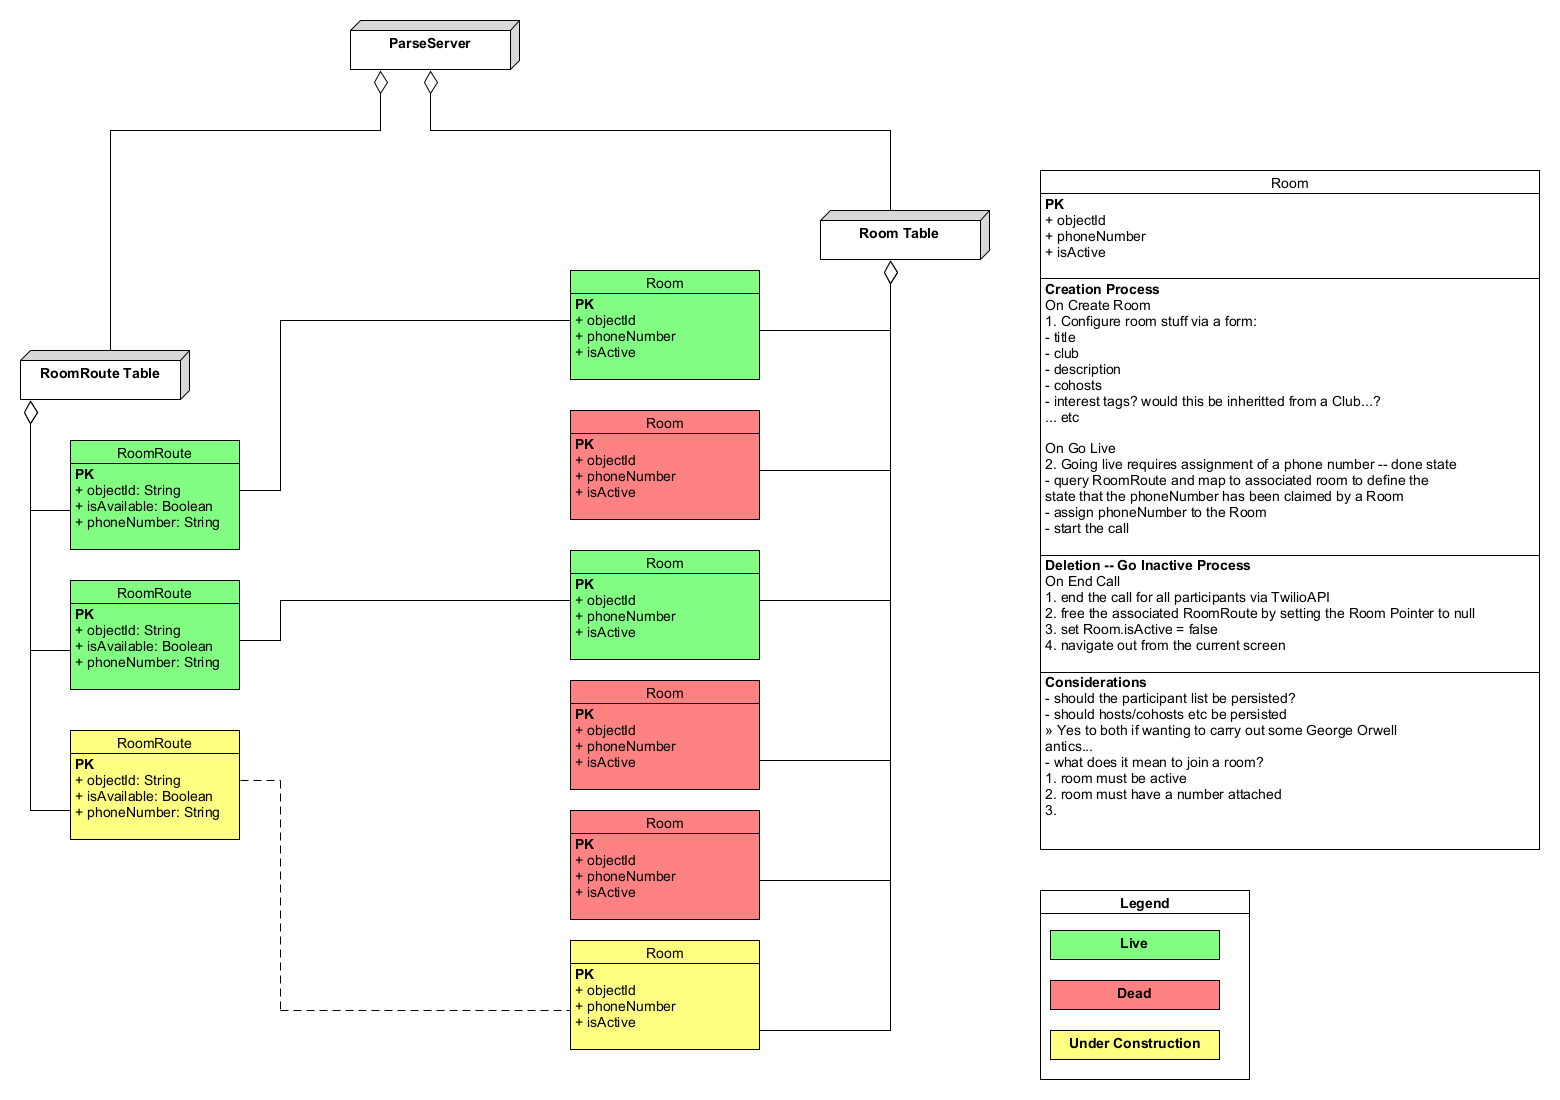 ParseServer
RoomRoute Table
RoomRoute
PK
+ objectId: String
+ isAvailable: Boolean
+ phoneNumber: String
RoomRoute
PK
+ objectId: String
+ isAvailable: Boolean
+ phoneNumber: String
RoomRoute
PK
+ objectId: String
+ isAvailable: Boolean
+ phoneNumber: String
Room Table
Room
PK
+ objectId
+ phoneNumber
+ isActive
Room
PK
+ objectId
+ phoneNumber
+ isActive
Room
PK
+ objectId
+ phoneNumber
+ isActive
Room
PK
+ objectId
+ phoneNumber
+ isActive
Room
PK
+ objectId
+ phoneNumber
+ isActive
Room
PK
+ objectId
+ phoneNumber
+ isActive
Room
PK
+ objectId
+ phoneNumber
+ isActive
Creation Process
On Create Room
1. Configure room stuff via a form:
- title
- club
- description
- cohosts
- interest tags? would this be inheritted from a Club...?
... etc
On Go Live
2. Going live requires assignment of a phone number -- done state
- query RoomRoute and map to associated room to define the
state that the phoneNumber has been claimed by a Room
- assign phoneNumber to the Room
- start the call
Deletion -- Go Inactive Process
On End Call
1. end the call for all participants via TwilioAPI
2. free the associated RoomRoute by setting the Room Pointer to null
3. set Room.isActive = false
4. navigate out from the current screen
Considerations
- should the participant list be persisted?
- should hosts/cohosts etc be persisted
» Yes to both if wanting to carry out some George Orwell
antics...
- what does it mean to join a room?
1. room must be active
2. room must have a number attached
3.
Legend
Live
Dead
Under Construction